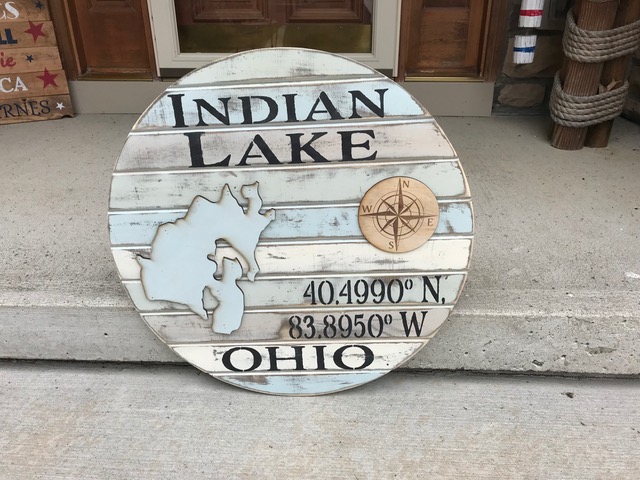 INDIAN
LAKE
N
W E
S
40.4990° N,
83.8950° W
OHIO